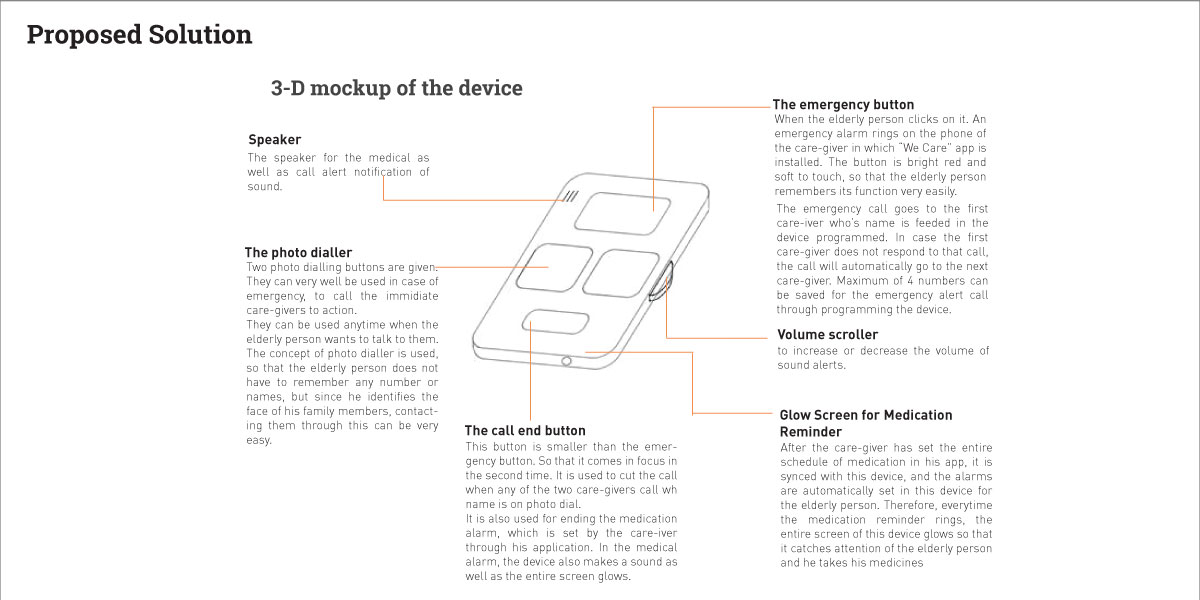 Proposed Solution
3-D mockup of the device
Speaker
The speaker for the medical as
well as call alert notification of
sound.
The photo dialler
Two photo dialling buttons are given.
They can very well be used in case of
emergency, to call the immidiate
care-givers to action.
They can be used anytime when the
elderly person wants to talk to them.
The concept of photo dialler is used,
so that the elderly person does not
have to remember any number or
names, but since he identifies the
face of his family members, contact-
ing them through this can be very
easy.
The call end button
This button is smaller than the emer-
gency button. So that it comes in focus in
the second time. It is used to cut the call
when any of the two care-givers call wh
name is on photo dial.
It is also used for ending the medication
alarm, which is set by the care-iver
through his application. In the medical
alarm, the device also makes a sound as
well as the entire screen glows.
The emergency button
When the elderly person clicks on it. An
emergency alarm rings on the phone of
the care-giver in which “We Care” app is
installed. The button is bright red and
soft to touch, so that the elderly person
remembers its function very easily.
The emergency call goes to the first
care-iver who's name is feeded in the
device programmed. In case the first
care-giver does not respond to that call,
the call will automatically go to the next
care-giver. Maximum of 4 numbers can
be saved for the emergency alert call
through programming the device.
Volume scroller
to increase or decrease the volume of
sound alerts.
Glow Screen for Medication
Reminder
After the care-giver has set the entire
schedule of medication in his app, it is
synced with this device, and the alarms
are automatically set in this device for
the elderly person. Therefore, everytime
the medication reminder rings, the
entire screen of this device glows so that
it catches attention of the elderly person
and he takes his medicines